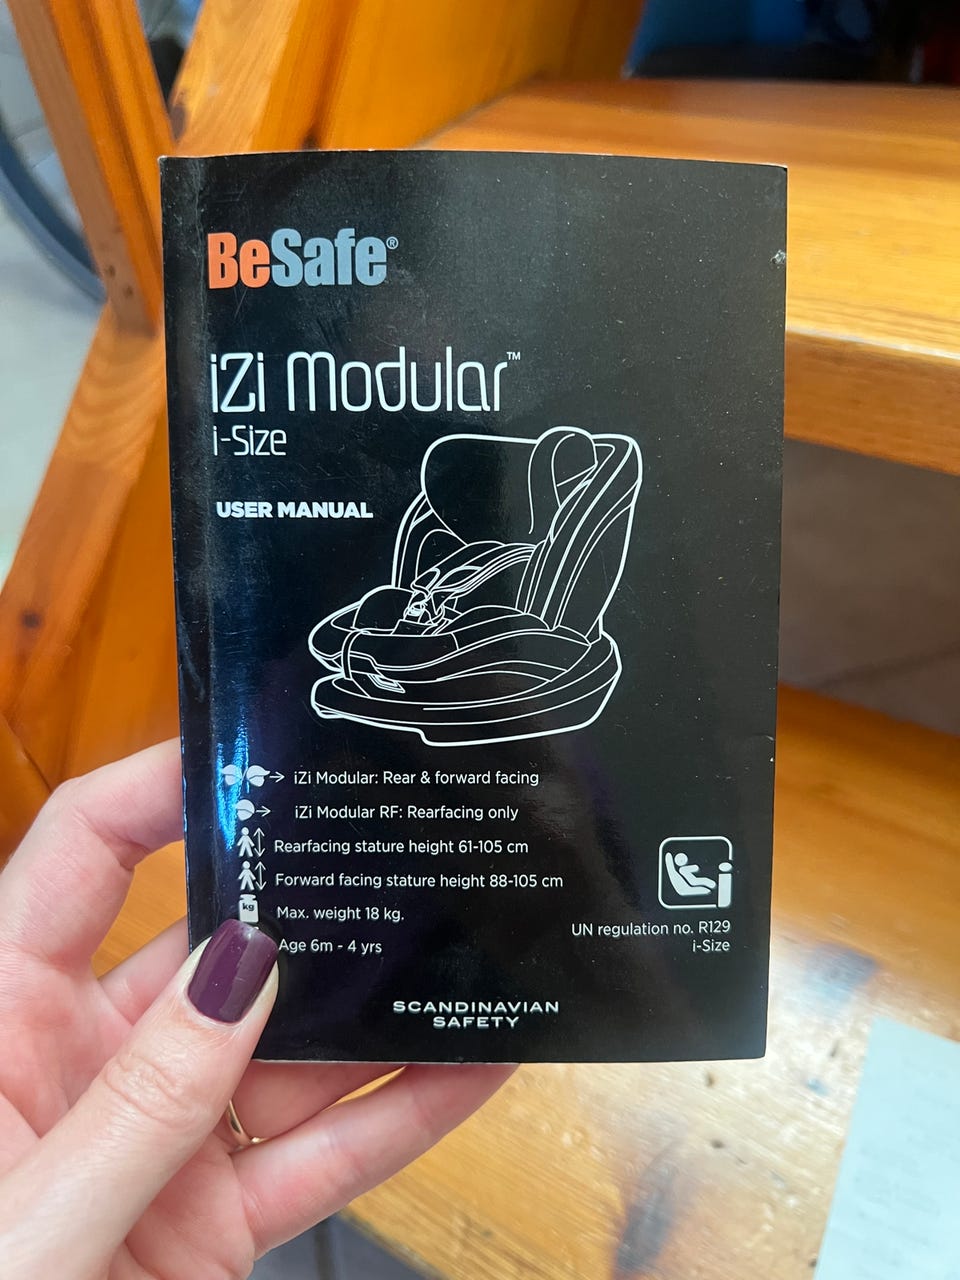 BeSafe®
iZi Modular™
i-Size
USER MANUAL
iZi Modular: Rear & forward facing
iZi Modular RF: Rearfacing only
Rearfacing stature height 61-105 cm
Forward facing stature height 88-105 cm
kg
Max. weight 18 kg.
Age 6m - 4 yrs
UN regulation no. R129
i-Size
SCANDINAVIAN
SAFETY